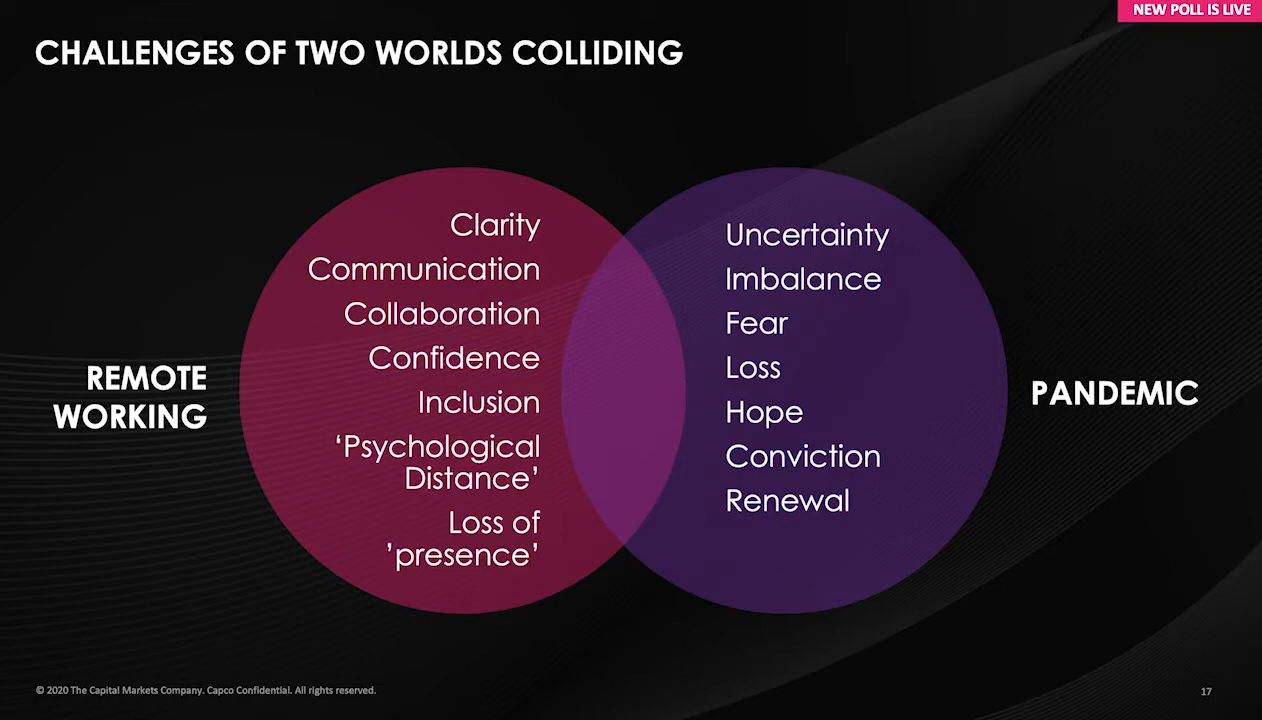 NEW POLL IS LIVE
CHALLENGES OF TWO WORLDS COLLIDING
REMOTE
WORKING
Clarity
Communication
Collaboration
Confidence
Inclusion
‘Psychological
Distance’
Loss of
’presence’
Uncertainty
Imbalance
Fear
Loss
Hope
Conviction
Renewal
PANDEMIC
© 2020 The Capital Markets Company. Capco Confidential. All rights reserved.
17